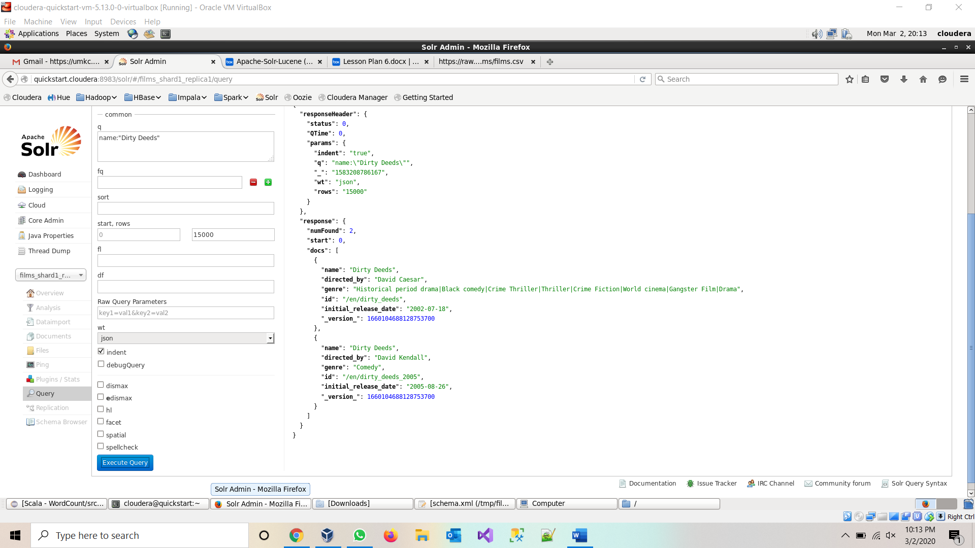 cloudera-quickstart-vm-5.13.0-0-virtualbox [Running] - Oracle VM VirtualBox
File Machine View Input Devices Help
Applications Places System Mon Mar 2, 20:13 cloudera
Solr Admin - Mozilla Firefox
Gmail - https://umkc.... Solr Admin Apache-Solr-Lucene (... Lesson Plan 6.docx | ... https://raw....ms/films.csv
quickstart.cloudera:8983/solr/#/films_shard1_replica1/query Search
Cloudera Hue Hadoop HBase Impala Spark Solr Oozie Cloudera Manager Getting Started
Apache
Solr
Dashboard
Logging
Cloud
Core Admin
Java Properties
Thread Dump
films_shard1_r...
Overview
Analysis
Dataimport
Documents
Files
Ping
Plugins / Stats
Query
Replication
Schema Browser
common
q
name:"Dirty Deeds"
fq
sort
start, rows
0 15000
fl
df
Raw Query Parameters
key1=val1&key2=val2
wt
json
indent
debugQuery
dismax
edismax
hl
facet
spatial
spellcheck
Execute Query
"responseHeader": {
"status": 0,
"QTime": 0,
"params": {
"indent": "true",
"q": "name:\"Dirty Deeds\"",
"_": "1583208786167",
"wt": "json",
"rows": "15000"
}
},
"response": {
"numFound": 2,
"start": 0,
"docs": [
{
"name": "Dirty Deeds",
"directed_by": "David Caesar",
"genre": "Historical period drama|Black comedy|Crime Thriller|Thriller|Crime Fiction|World cinema|Gangster Film|Drama",
"id": "/en/dirty_deeds",
"initial_release_date": "2002-07-18",
"_version_": 1660104688128753700
},
{
"name": "Dirty Deeds",
"directed_by": "David Kendall",
"genre": "Comedy",
"id": "/en/dirty_deeds_2005",
"initial_release_date": "2005-08-26",
"_version_": 1660104688128753700
}
]
}
}
Documentation Issue Tracker IRC Channel Community forum Solr Query Syntax
Solr Admin - Mozilla Firefox
[Scala - WordCount/src... cloudera@quickstart:~ Solr Admin - Mozilla Fi... [Downloads] [schema.xml (/tmp/fil... Computer /
Right Ctrl
Type here to search
10:13 PM
3/2/2020